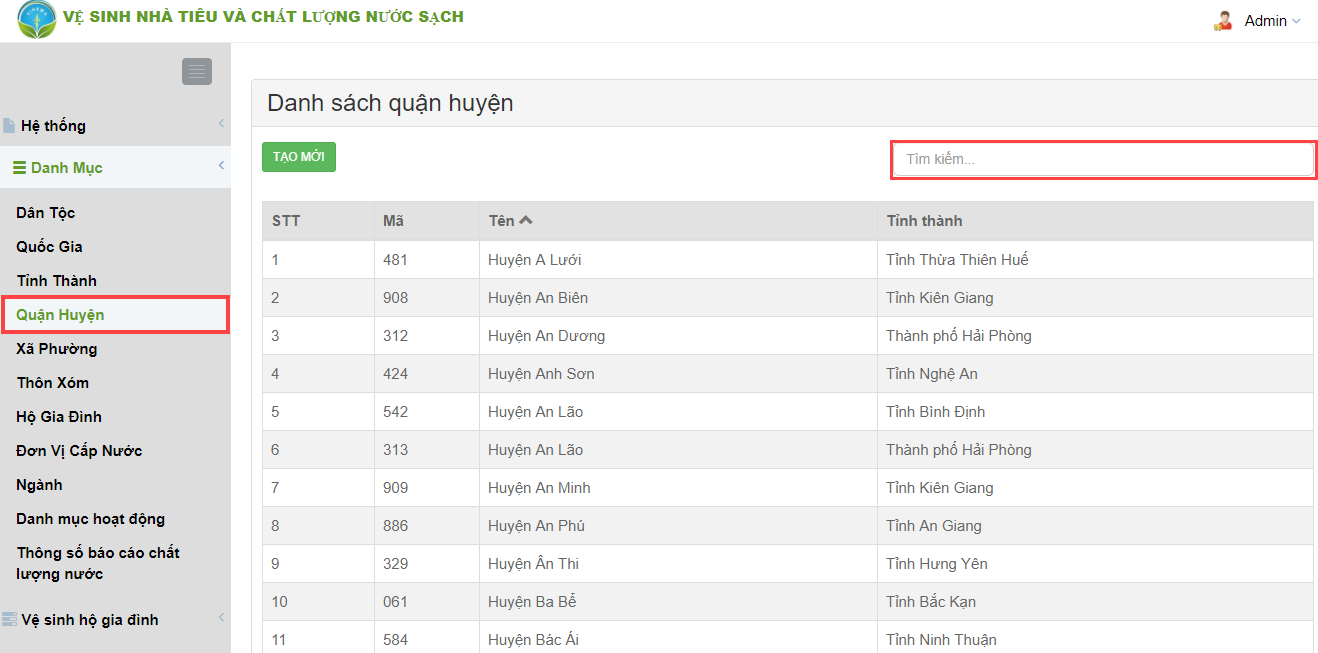 VỆ SINH NHÀ TIÊU VÀ CHẤT LƯỢNG NƯỚC SẠCH
Admin
Hệ thống
Danh Mục
Dân Tộc
Quốc Gia
Tỉnh Thành
Quận Huyện
Xã Phường
Thôn Xóm
Hộ Gia Đình
Đơn Vị Cấp Nước
Ngành
Danh mục hoạt động
Thông số báo cáo chất
lượng nước
Vệ sinh hộ gia đình
Danh sách quận huyện
TẠO MỚI
Tìm kiếm...
STT Mã Tên Tỉnh thành
1 481 Huyện A Lưới Tỉnh Thừa Thiên Huế
2 908 Huyện An Biên Tỉnh Kiên Giang
3 312 Huyện An Dương Thành phố Hải Phòng
4 424 Huyện Anh Sơn Tỉnh Nghệ An
5 542 Huyện An Lão Tỉnh Bình Định
6 313 Huyện An Lão Thành phố Hải Phòng
7 909 Huyện An Minh Tỉnh Kiên Giang
8 886 Huyện An Phú Tỉnh An Giang
9 329 Huyện Ân Thi Tỉnh Hưng Yên
10 061 Huyện Ba Bể Tỉnh Bắc Kạn
11 584 Huyện Bác Ái Tỉnh Ninh Thuận